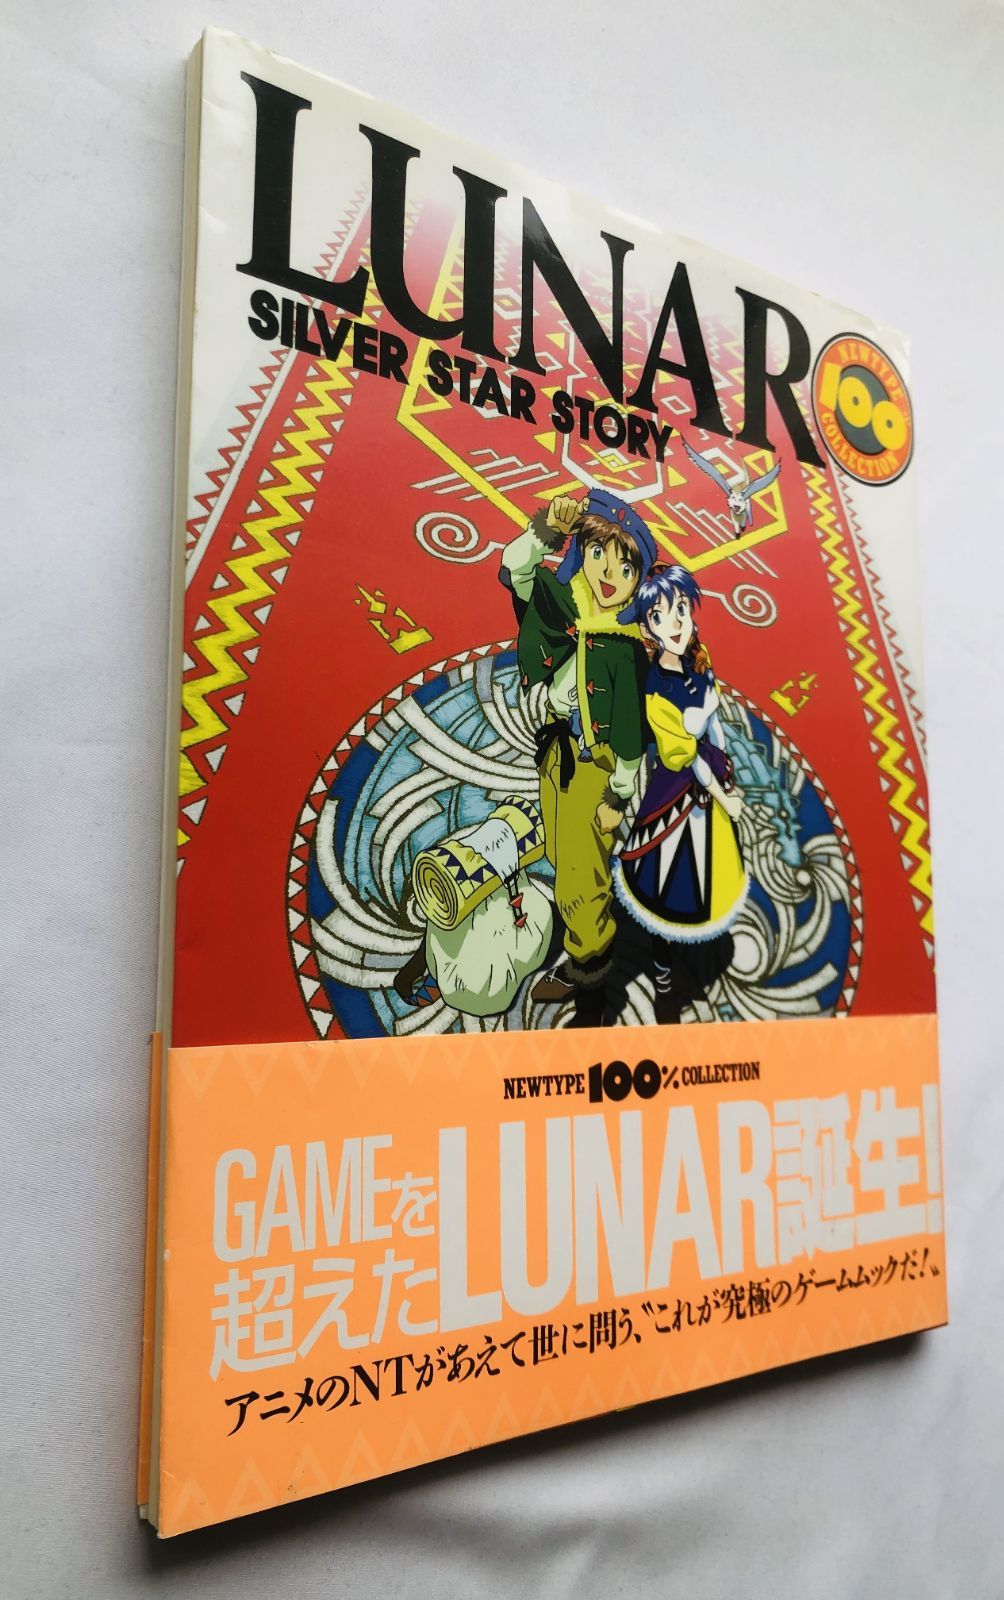 LUNAR
SILVER STAR STORY
NEWTYPE
100%
COLLECTION
NEWTYPE 100% COLLECTION
GAMEを
超えた
LUNAR誕生!
アニメのNTがあえて世に問う、〝これが究極のゲームムックだ!〟